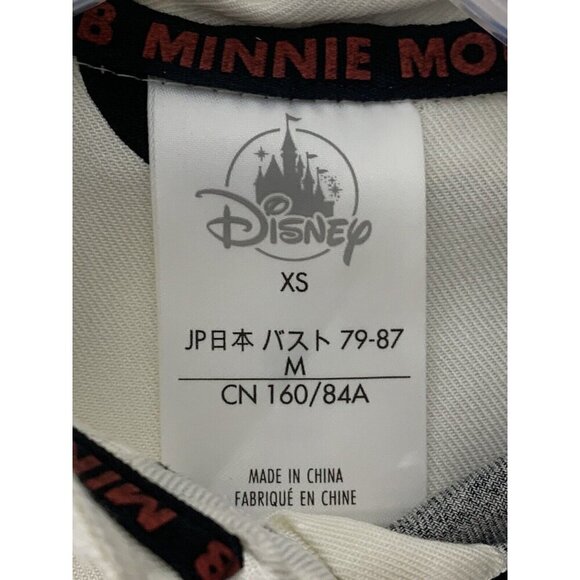 B MINNIE MO
Disney
XS
JP日本 バスト 79-87
M
CN 160/84A
MADE IN CHINA
FABRIQUÉ EN CHINE
B MIN